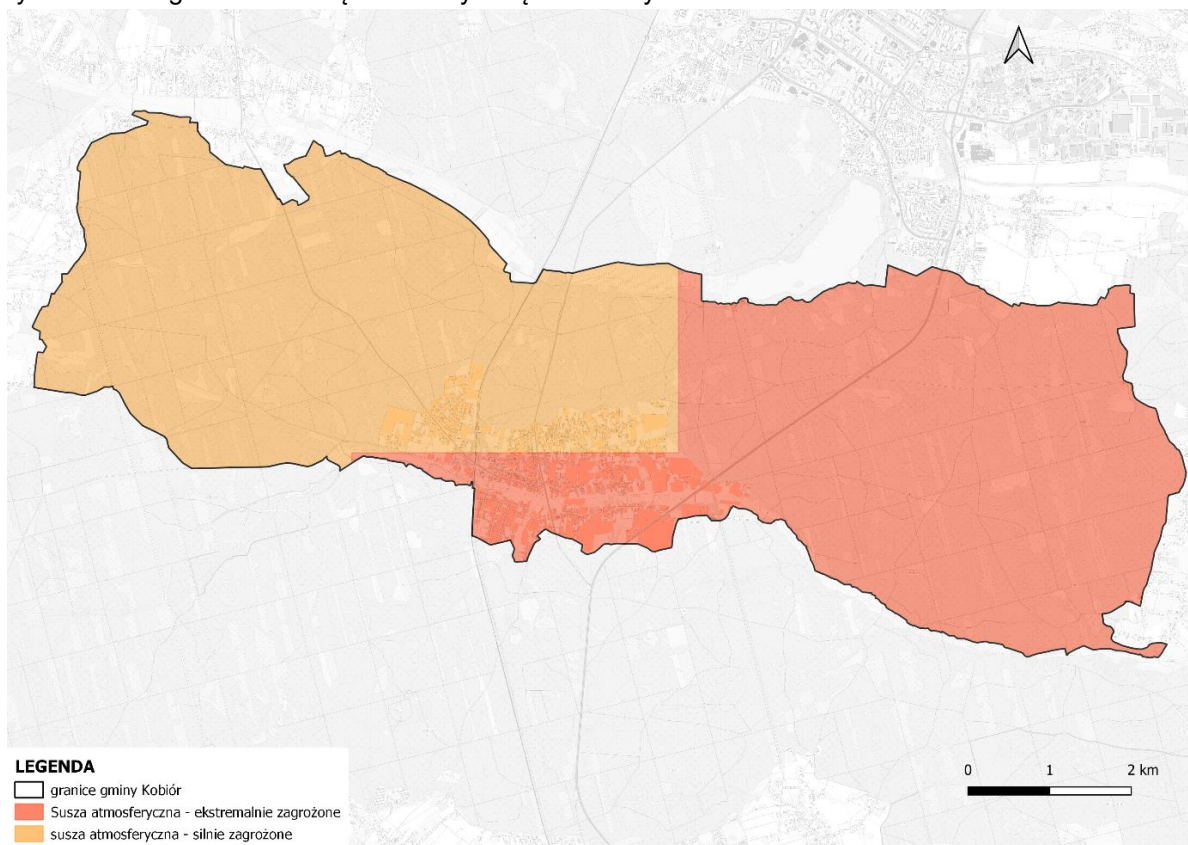 LEGENDA
granice gminy Kobiór
Susza atmosferyczna - ekstremalnie zagrożone
susza atmosferyczna - silnie zagrożone
0 1 2 km